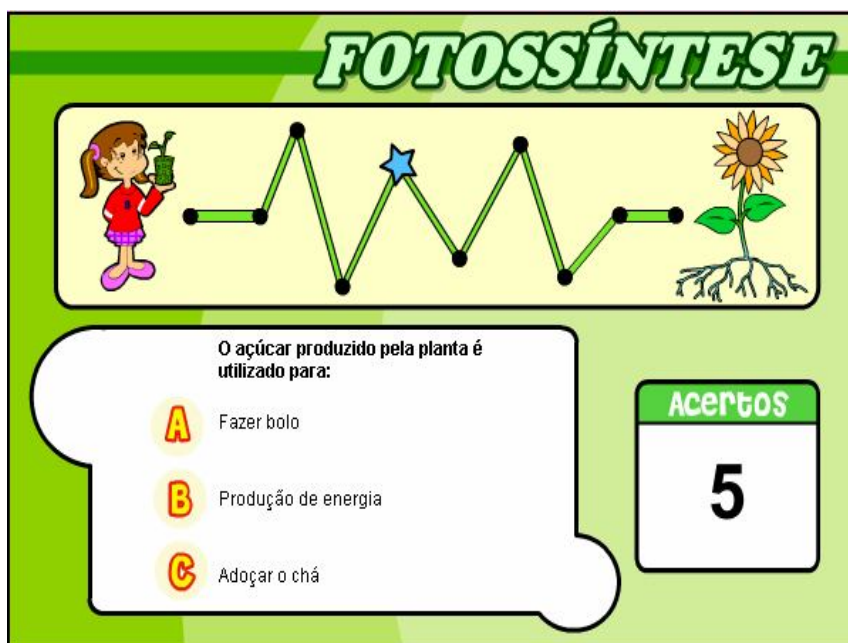 FOTOSSÍNTESE
O açúcar produzido pela planta é
utilizado para:
A Fazer bolo
B Produção de energia
C Adoçar o chá
Acertos
5